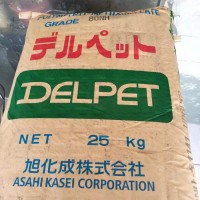 GRADE 80NH
デルペット
DELPET
NET 25 kg
旭化成株式会社
ASAHI KASEI CORPORATION